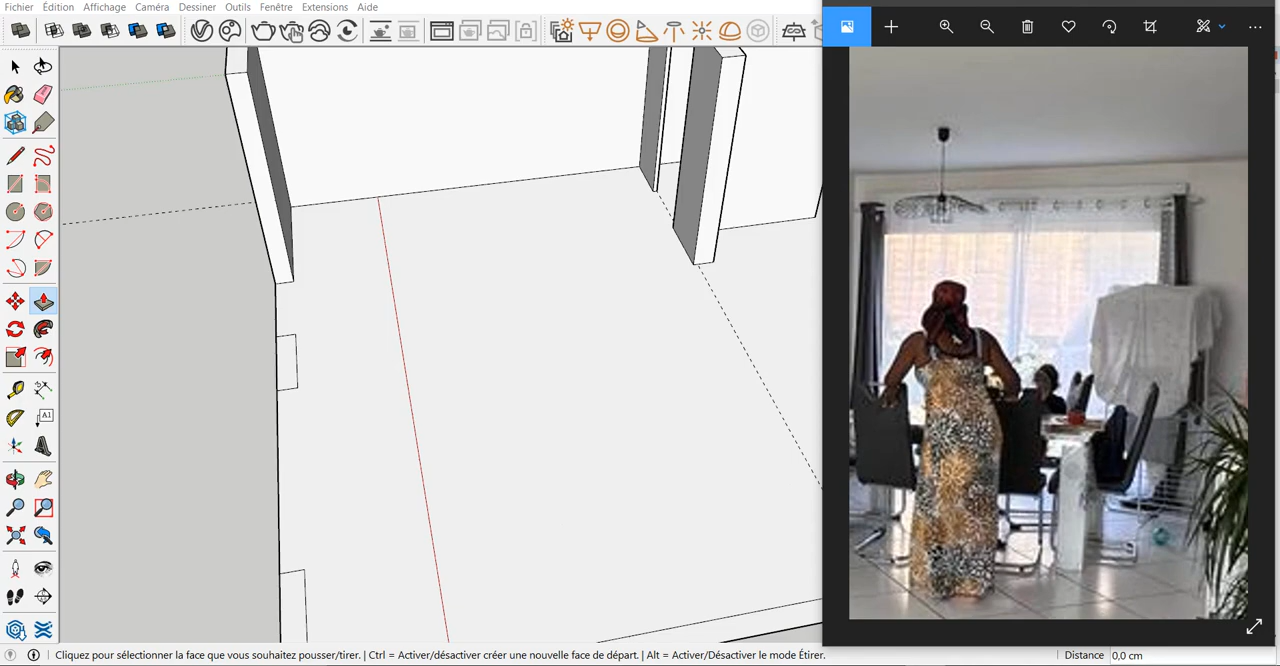 Fichier Édition Affichage Caméra Dessiner Outils Fenêtre Extensions Aide
A1
Cliquez pour sélectionner la face que vous souhaitez pousser/tirer. | Ctrl = Activer/désactiver créer une nouvelle face de départ. | Alt = Activer/Désactiver le mode Étirer.
Distance 0,0 cm